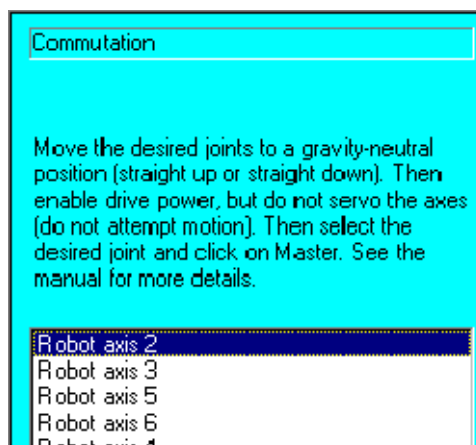 Commutation
Move the desired joints to a gravity-neutral
position (straight up or straight down). Then
enable drive power, but do not servo the axes
(do not attempt motion). Then select the
desired joint and click on Master. See the
manual for more details.
Robot axis 2
Robot axis 3
Robot axis 5
Robot axis 6
Robot axis